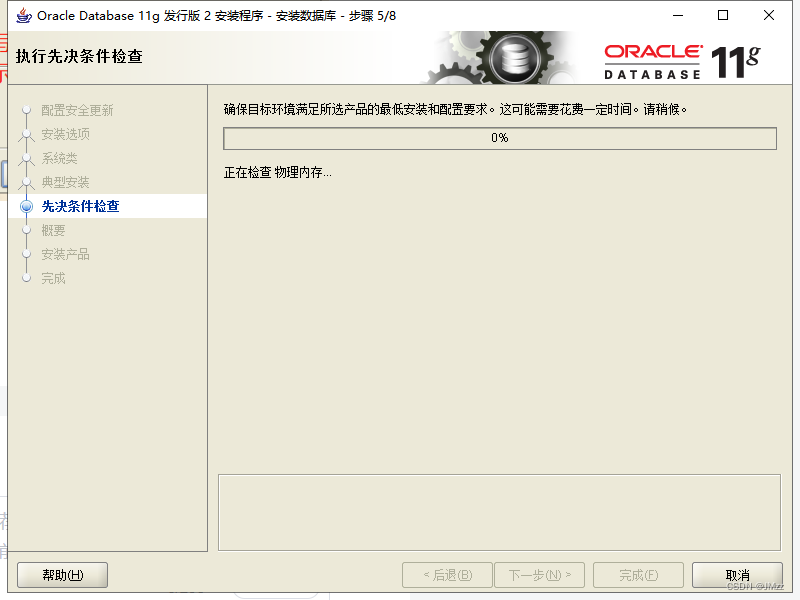 Oracle Database 11g 发行版 2 安装程序 - 安装数据库 - 步骤 5/8
执行先决条件检查
ORACLE
DATABASE
11g
配置安全更新
安装选项
系统类
典型安装
先决条件检查
概要
安装产品
完成
确保目标环境满足所选产品的最低安装和配置要求。这可能需要花费一定时间。请稍候。
0%
正在检查 物理内存...
帮助(H)
< 后退(B)
下一步(N) >
完成(F)
取消
CSDN @JMzz